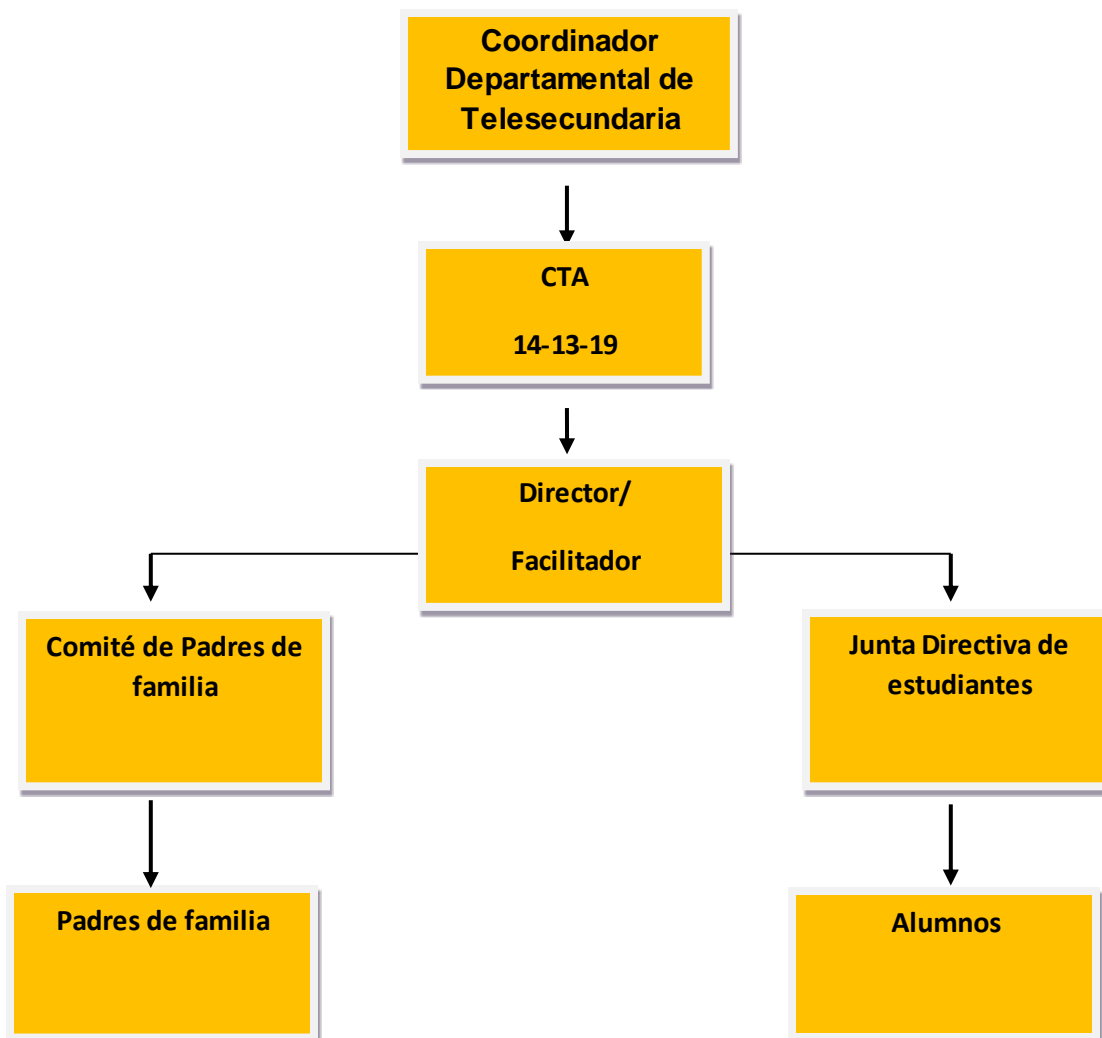 Coordinador
Departamental de
Telesecundaria
CTA
14-13-19
Director/
Facilitador
Comité de Padres de
familia
Junta Directiva de
estudiantes
Padres de familia
Alumnos